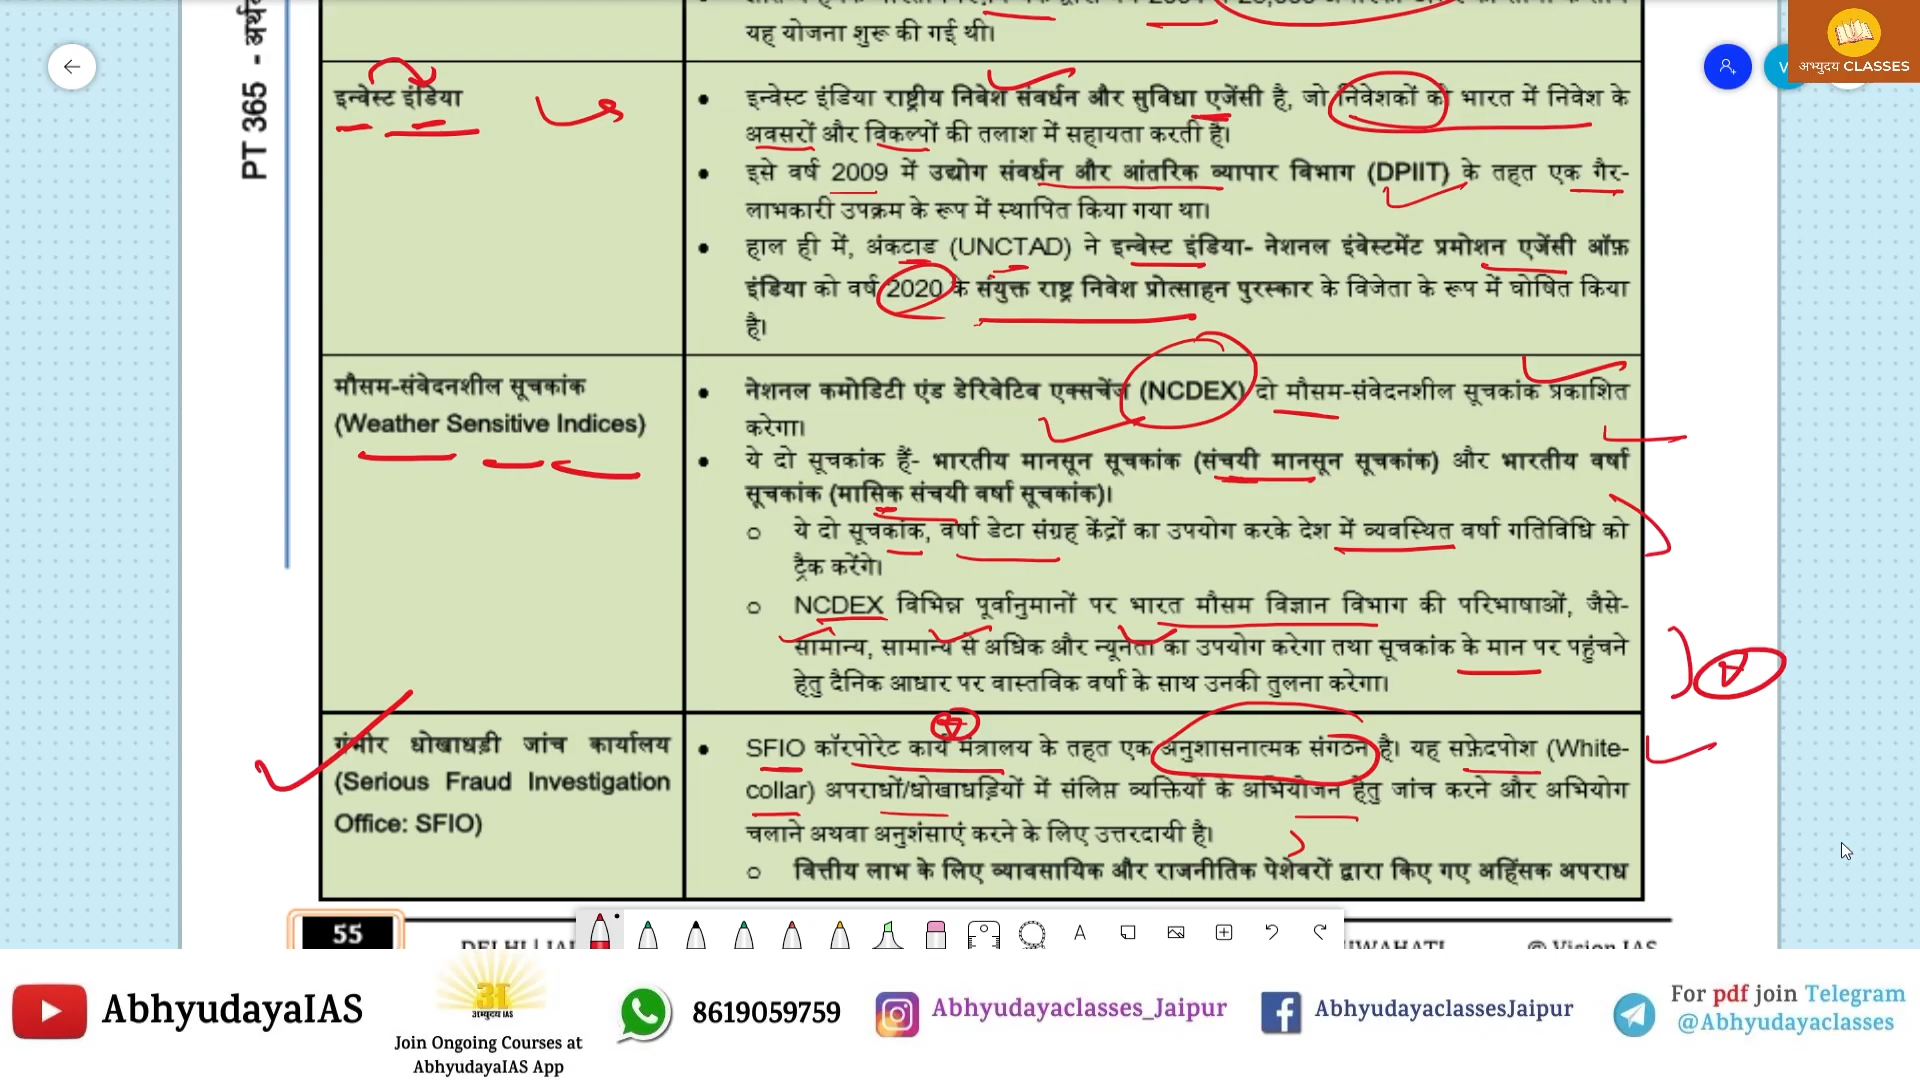 PT 365 - अर्थ
यह योजना शुरू की गई थी।
अभ्युदय CLASSES
इन्वेस्ट इंडिया
इन्वेस्ट इंडिया राष्ट्रीय निवेश संवर्धन और सुविधा एजेंसी है, जो निवेशकों को भारत में निवेश के
अवसरों और विकल्पों की तलाश में सहायता करती है।
इसे वर्ष 2009 में उद्योग संवर्धन और आंतरिक व्यापार विभाग (DPIIT) के तहत एक गैर-
लाभकारी उपक्रम के रूप में स्थापित किया गया था।
हाल ही में, अंकटाड (UNCTAD) ने इन्वेस्ट इंडिया- नेशनल इंवेस्टमेंट प्रमोशन एजेंसी ऑफ़
इंडिया को वर्ष 2020 के संयुक्त राष्ट्र निवेश प्रोत्साहन पुरस्कार के विजेता के रूप में घोषित किया
है।
मौसम-संवेदनशील सूचकांक
(Weather Sensitive Indices)
नेशनल कमोडिटी एंड डेरिवेटिव एक्सचेंज (NCDEX) दो मौसम-संवेदनशील सूचकांक प्रकाशित
करेगा।
ये दो सूचकांक हैं- भारतीय मानसून सूचकांक (संचयी मानसून सूचकांक) और भारतीय वर्षा
सूचकांक (मासिक संचयी वर्षा सूचकांक)।
ये दो सूचकांक, वर्षा डेटा संग्रह केंद्रों का उपयोग करके देश में व्यवस्थित वर्षा गतिविधि को
ट्रैक करेंगे।
NCDEX विभिन्न पूर्वानुमानों पर भारत मौसम विज्ञान विभाग की परिभाषाओं, जैसे-
सामान्य, सामान्य से अधिक और न्यूनता का उपयोग करेगा तथा सूचकांक के मान पर पहुंचने
हेतु दैनिक आधार पर वास्तविक वर्षा के साथ उनकी तुलना करेगा।
गंभीर धोखाधड़ी जांच कार्यालय
(Serious Fraud Investigation
Office: SFIO)
SFIO कॉरपोरेट कार्य मंत्रालय के तहत एक अनुशासनात्मक संगठन है। यह सफ़ेदपोश (White-
collar) अपराधों/धोखाधड़ियों में संलिप्त व्यक्तियों के अभियोजन हेतु जांच करने और अभियोग
चलाने अथवा अनुशंसाएं करने के लिए उत्तरदायी है।
वित्तीय लाभ के लिए व्यावसायिक और राजनीतिक पेशेवरों द्वारा किए गए अहिंसक अपराध
55
© Vision IAS
AbhyudayaIAS
अभ्युदय IAS
Join Ongoing Courses at
AbhyudayaIAS App
8619059759
Abhyudayaclasses_Jaipur
AbhyudayaclassesJaipur
For pdf join Telegram
@Abhyudayaclasses